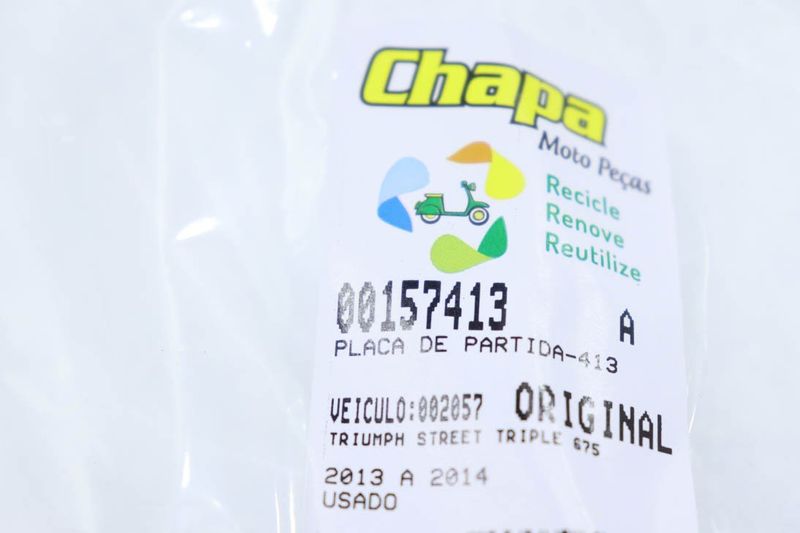 Chapa
Moto Peças
Recicle
Renove
Reutilize
00157413 A
PLACA DE PARTIDA-413
VEICULO:002057 ORIGINAL
TRIUMPH STREET TRIPLE 675
2013 A 2014
USADO